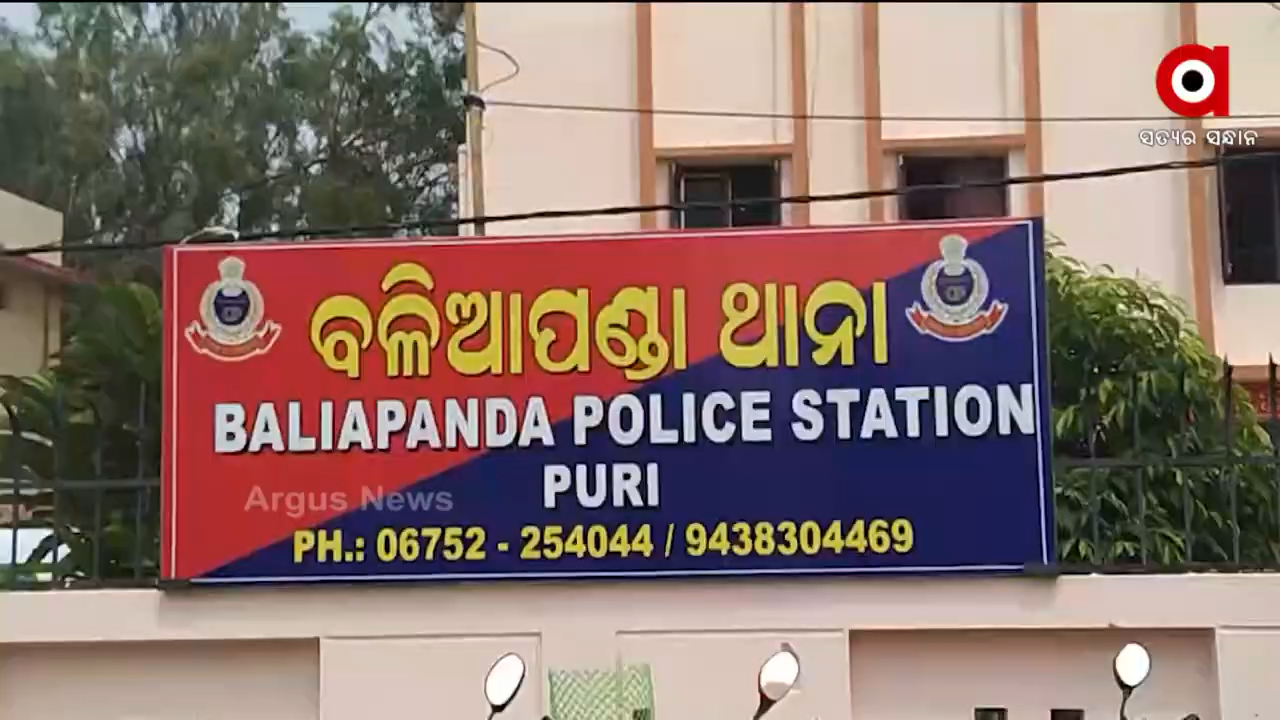 ସତ୍ୟର ସନ୍ଧାନ
ବଳିଆପଣ୍ଡା ଥାନା
BALIAPANDA POLICE STATION
PURI
Argus News
PH.: 06752 - 254044 / 9438304469